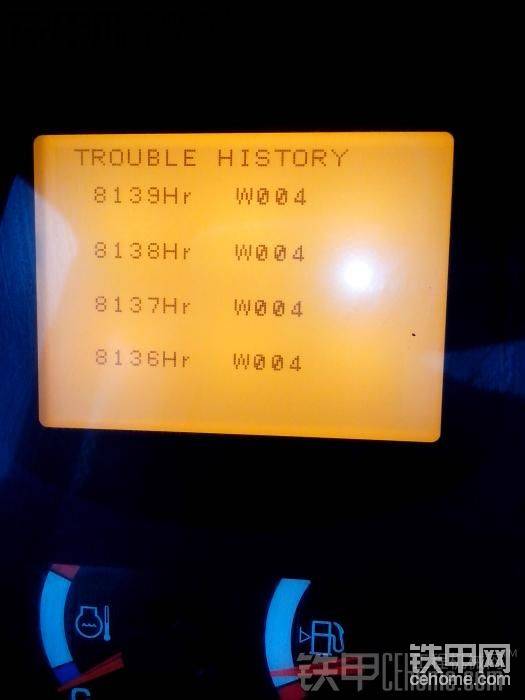 TROUBLE HISTORY
8139Hr W004
8138Hr W004
8137Hr W004
8136Hr W004
C
铁甲网
cehome.com